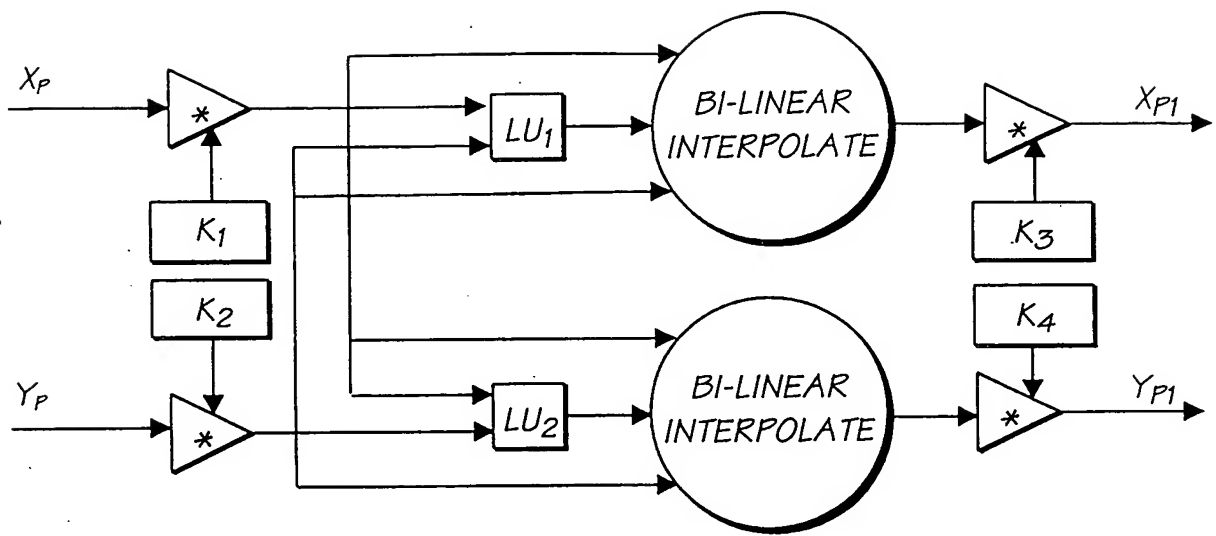 X_P
*
K_1
K_2
Y_P
*
LU_1
BI-LINEAR
INTERPOLATE
LU_2
BI-LINEAR
INTERPOLATE
*
X_P1
K_3
K_4
*
Y_P1